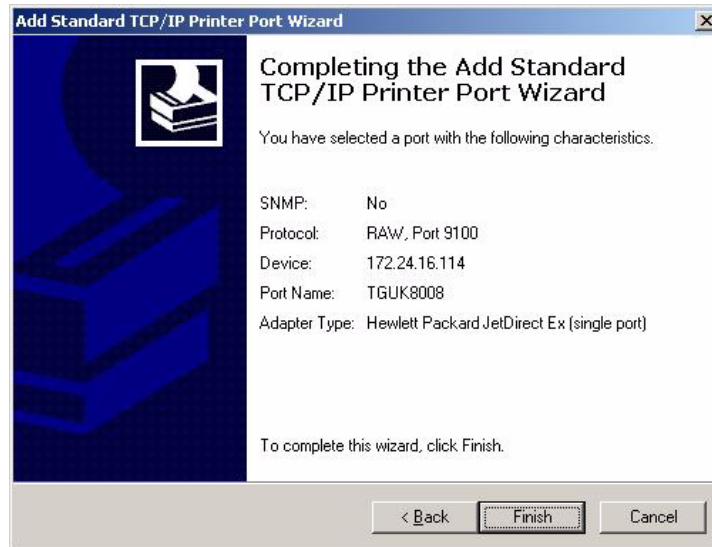 Add Standard TCP/IP Printer Port Wizard
Completing the Add Standard
TCP/IP Printer Port Wizard
You have selected a port with the following characteristics.
SNMP: No
Protocol: RAW, Port 9100
Device: 172.24.16.114
Port Name: TGUK8008
Adapter Type: Hewlett Packard JetDirect Ex (single port)
To complete this wizard, click Finish.
< Back Finish Cancel